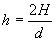 h = 2H/d